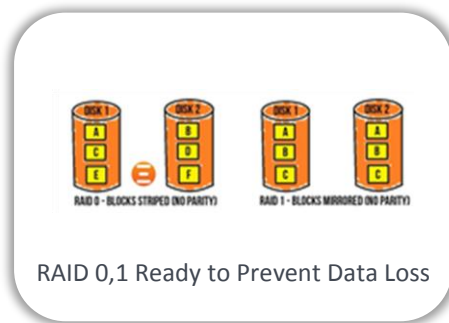 DISK 1
A
C
E
DISK 2
B
D
F
RAID 0 - BLOCKS STRIPED (NO PARITY)
DISK 1
A
B
C
DISK 2
A
B
C
RAID 1 - BLOCKS MIRRORED (NO PARITY)
RAID 0,1 Ready to Prevent Data Loss